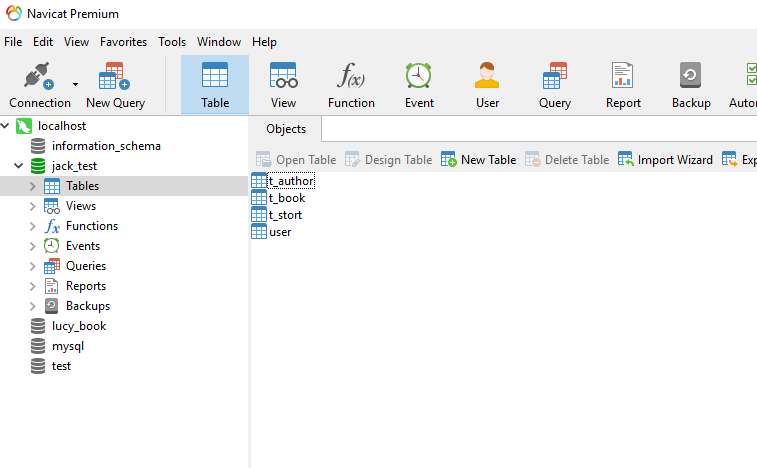 Navicat Premium
File Edit View Favorites Tools Window Help
Connection New Query Table View Function Event User Query Report Backup
f(x)
localhost
information_schema
jack_test
Tables
Views
Functions
Events
Queries
Reports
Backups
lucy_book
mysql
test
Objects
Open Table Design Table New Table Delete Table Import Wizard
t_author
t_book
t_stort
user